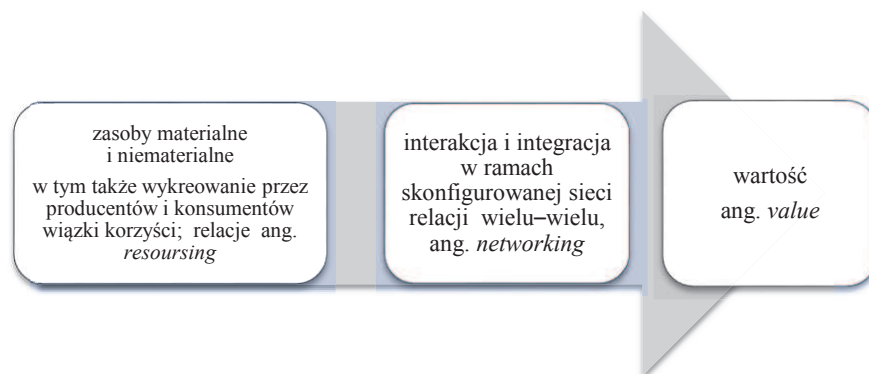 zasoby materialne
i niematerialne
w tym także wykreowanie przez
producentów i konsumentów
wiązki korzyści; relacje ang.
resoursing
interakcja i integracja
w ramach
skonfigurowanej sieci
relacji wielu–wielu,
ang. networking
wartość
ang. value